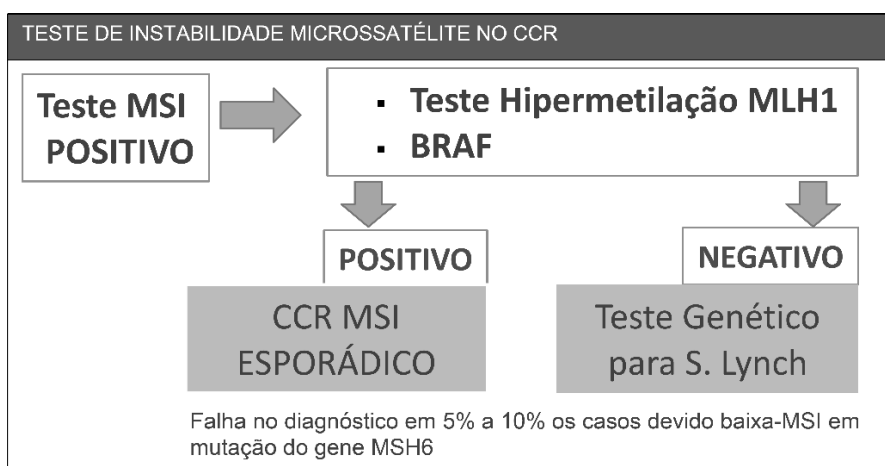 TESTE DE INSTABILIDADE MICROSSATÉLITE NO CCR
Teste MSI
POSITIVO
▪ Teste Hipermetilação MLH1
▪ BRAF
POSITIVO
NEGATIVO
CCR MSI
ESPORÁDICO
Teste Genético
para S. Lynch
Falha no diagnóstico em 5% a 10% os casos devido baixa-MSI em
mutação do gene MSH6